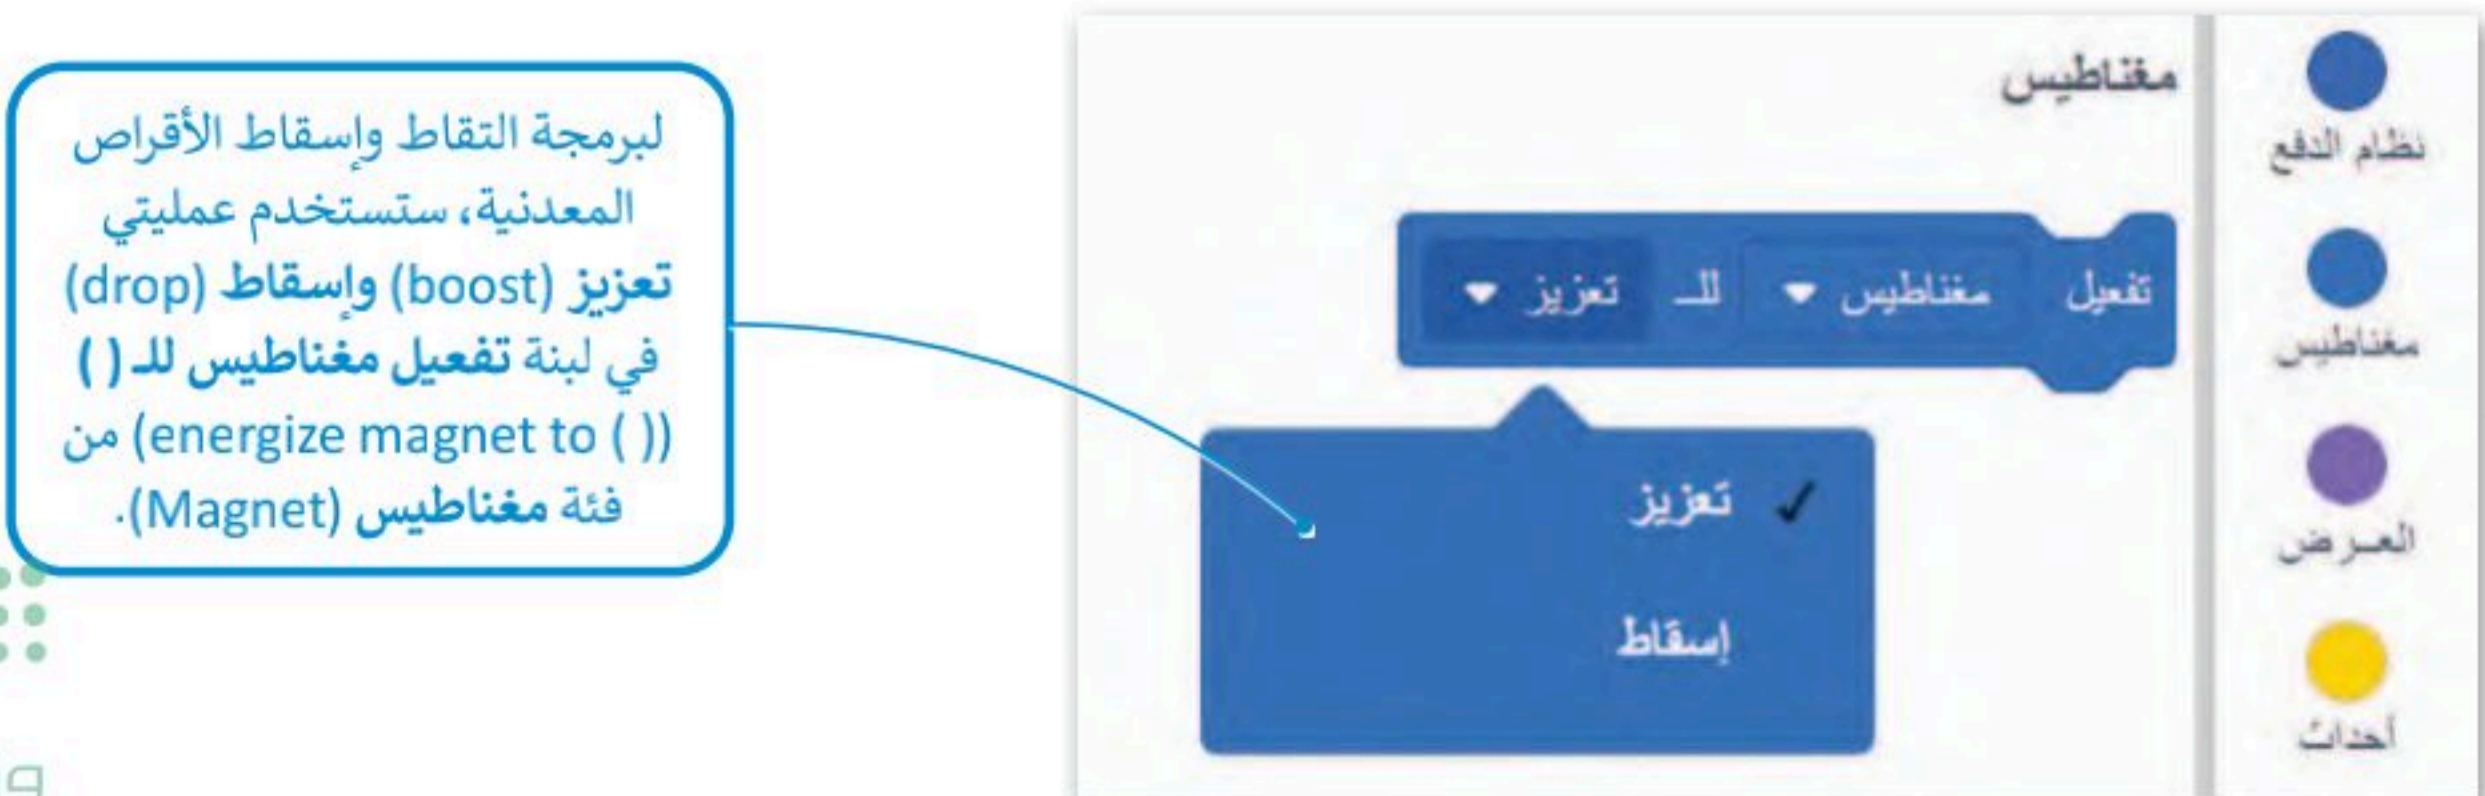 لبرمجة التقاط وإسقاط الأقراص
المعدنية، ستستخدم عمليتي
تعزيز (boost) وإسقاط (drop)
في لبنة تفعيل مغناطيس للـ ( )
(energize magnet to ( )) من
فئة مغناطيس (Magnet).
مغناطيس
تفعيل مغناطيس للــ تعزيز
✓ تعزيز
إسقاط
نظام الدفع
مغناطيس
العرض
أحداث